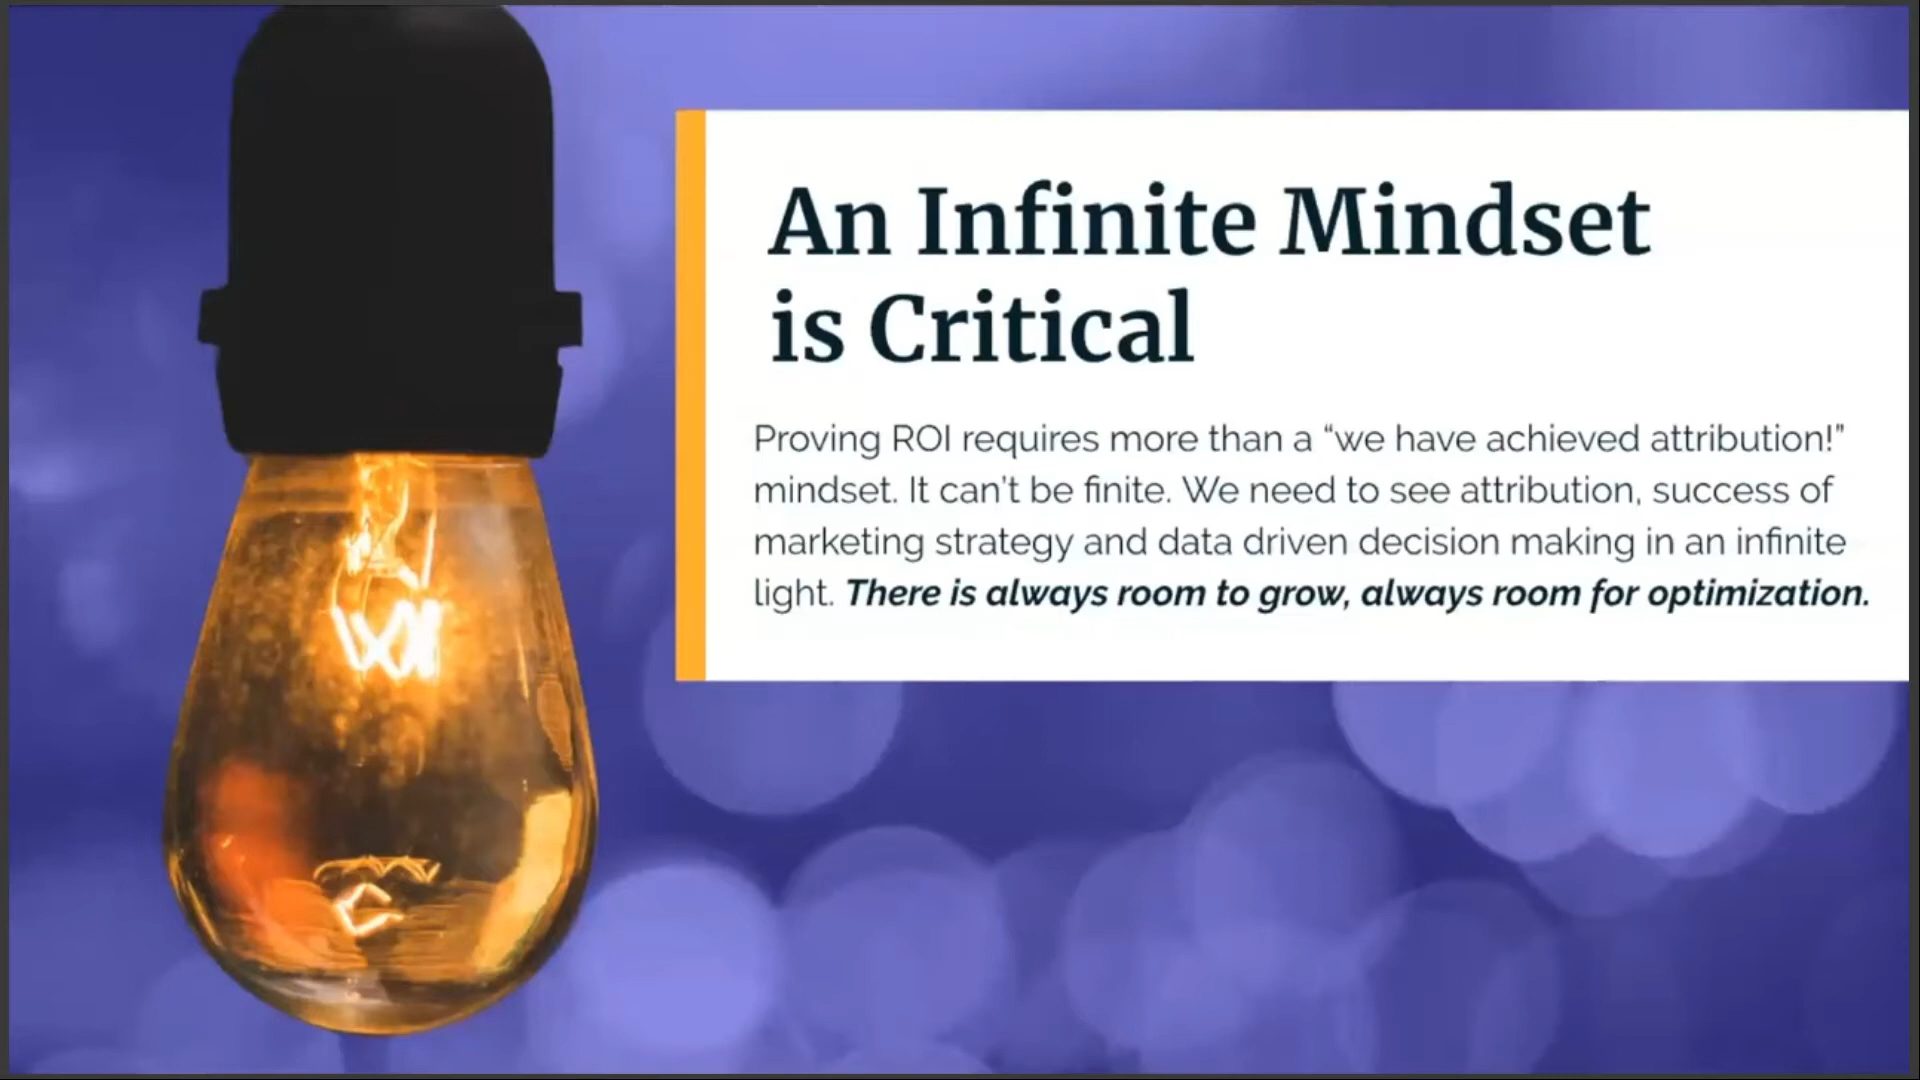 An Infinite Mindset
is Critical
Proving ROI requires more than a “we have achieved attribution!”
mindset. It can't be finite. We need to see attribution, success of
marketing strategy and data driven decision making in an infinite
light. There is always room to grow, always room for optimization.